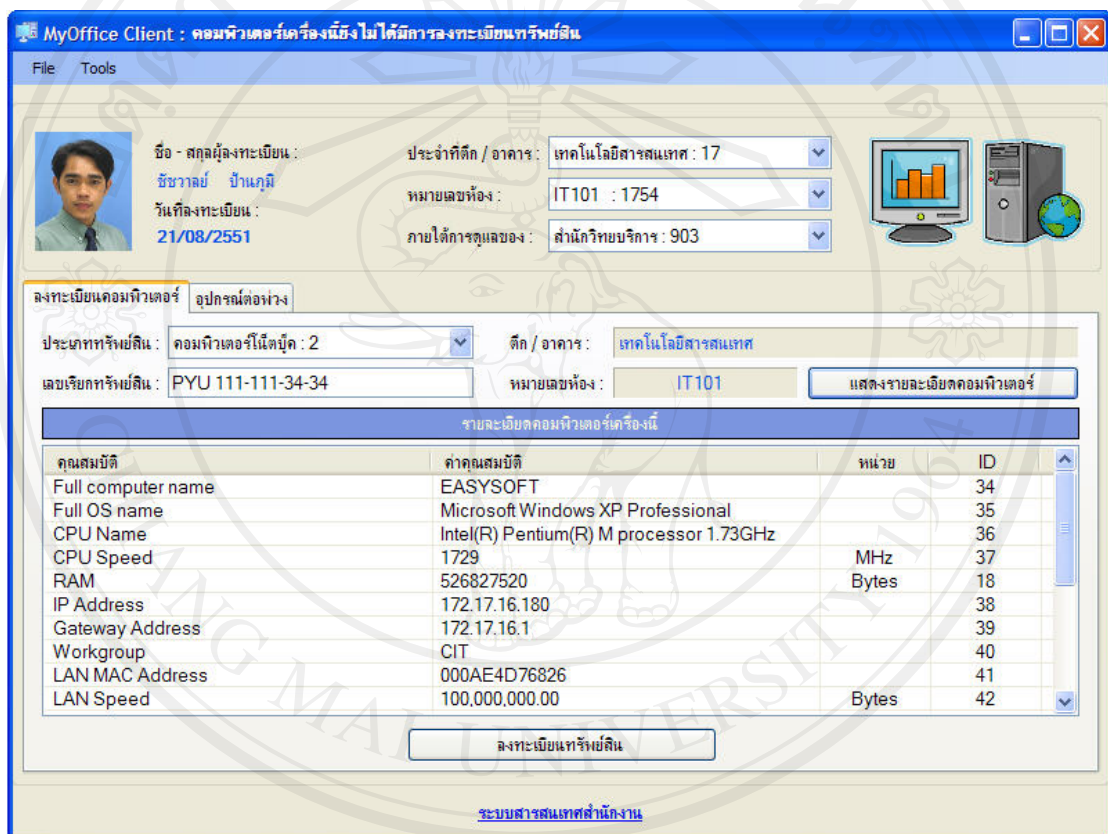 MyOffice Client : คอมพิวเตอร์เครื่องนี้ยังไม่ได้มีการลงทะเบียนทรัพย์สิน
File Tools
ชื่อ - สกุลผู้ลงทะเบียน :
ชัชวาลย์ ป้านภูมิ
วันที่ลงทะเบียน :
21/08/2551
ประจำที่ตึก / อาคาร : เทคโนโลยีสารสนเทศ : 17
หมายเลขห้อง : IT101 : 1754
ภายใต้การดูแลของ : สำนักวิทยบริการ : 903
ลงทะเบียนคอมพิวเตอร์ อุปกรณ์ต่อพ่วง
ประเภททรัพย์สิน : คอมพิวเตอร์โน็ตบุ๊ค : 2 ตึก / อาคาร : เทคโนโลยีสารสนเทศ
เลขเรียกทรัพย์สิน : PYU 111-111-34-34 หมายเลขห้อง : IT101 แสดงรายละเอียดคอมพิวเตอร์
รายละเอียดคอมพิวเตอร์เครื่องนี้
คุณสมบัติ ค่าคุณสมบัติ หน่วย ID
Full computer name EASYSOFT 34
Full OS name Microsoft Windows XP Professional 35
CPU Name Intel(R) Pentium(R) M processor 1.73GHz 36
CPU Speed 1729 MHz 37
RAM 526827520 Bytes 18
IP Address 172.17.16.180 38
Gateway Address 172.17.16.1 39
Workgroup CIT 40
LAN MAC Address 000AE4D76826 41
LAN Speed 100,000,000.00 Bytes 42
ลงทะเบียนทรัพย์สิน
ระบบสารสนเทศสำนักงาน
CHIANG MAI UNIVERSITY 1964